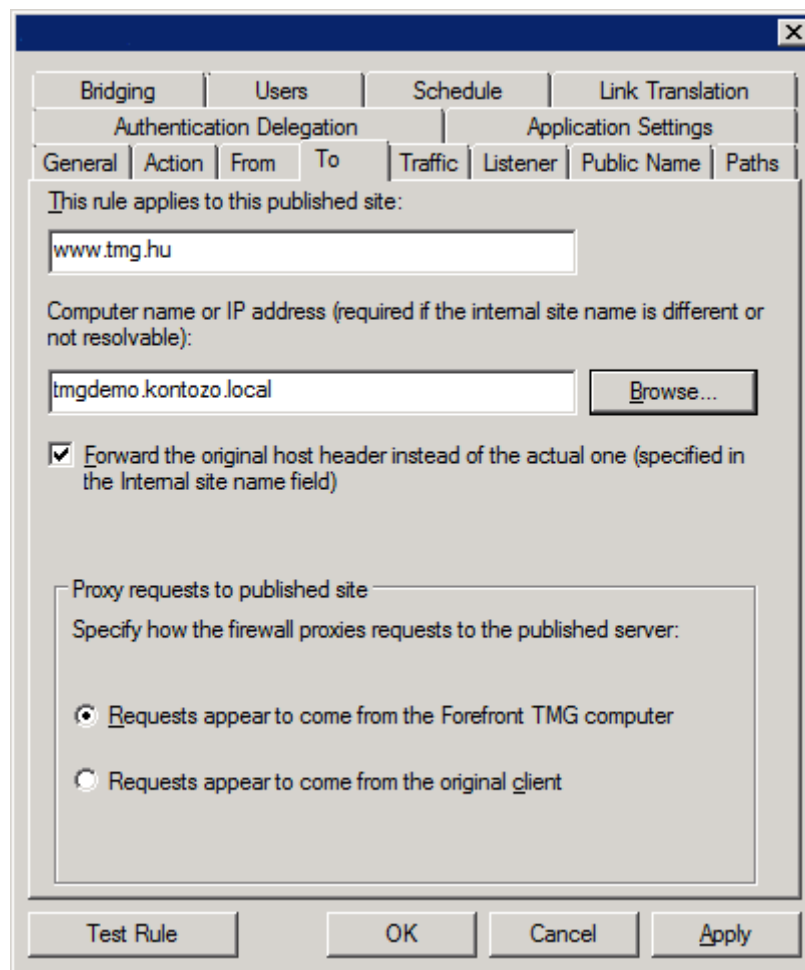 Bridging Users Schedule Link Translation
Authentication Delegation Application Settings
General Action From To Traffic Listener Public Name Paths
This rule applies to this published site:
www.tmg.hu
Computer name or IP address (required if the internal site name is different or
not resolvable):
tmgdemo.kontozo.local Browse...
Forward the original host header instead of the actual one (specified in
the Internal site name field)
Proxy requests to published site
Specify how the firewall proxies requests to the published server:
Requests appear to come from the Forefront TMG computer
Requests appear to come from the original client
Test Rule OK Cancel Apply